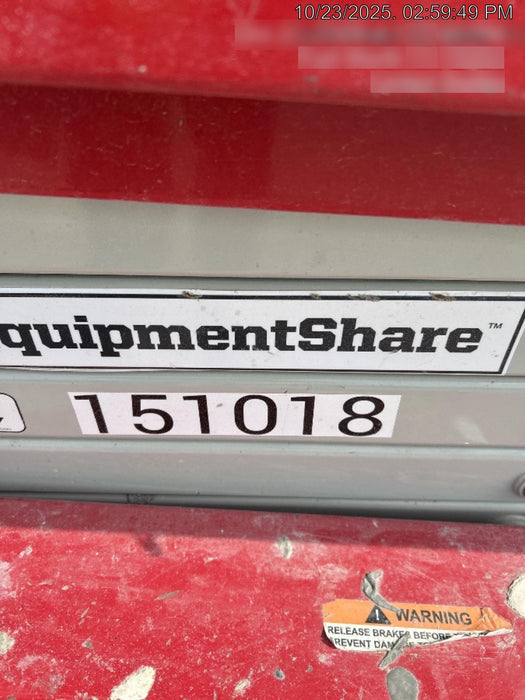 10/23/2025, 02:59:49 PM
quipmentShare™
151018
WARNING
RELEASE BRAKES BEFORE
REVENT DAM